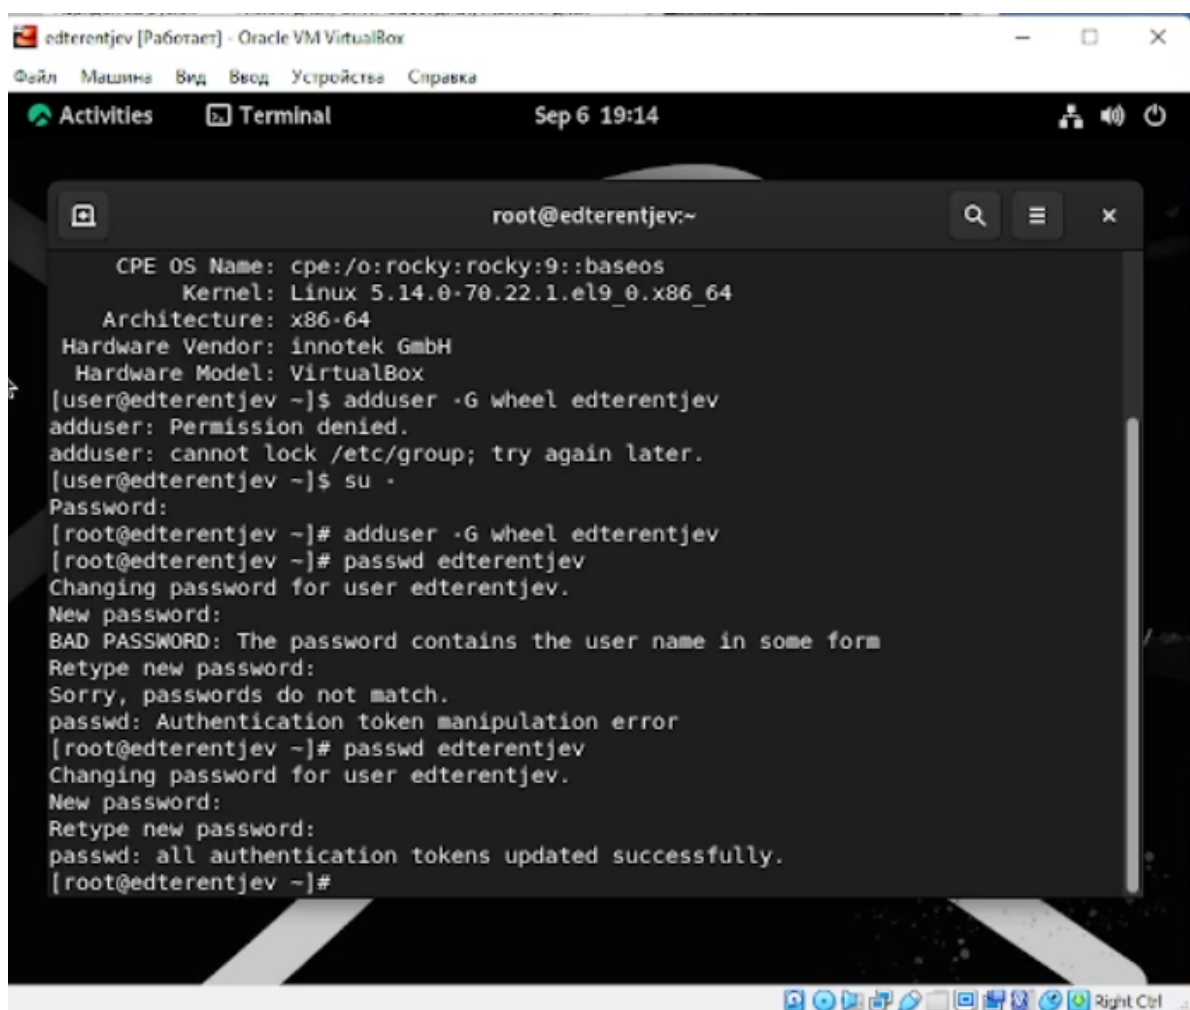 edterentjev [Работает] - Oracle VM VirtualBox
Файл Машина Вид Ввод Устройства Справка
Activities Terminal Sep 6 19:14
root@edterentjev:~
CPE OS Name: cpe:/o:rocky:rocky:9::baseos
Kernel: Linux 5.14.0-70.22.1.el9_0.x86_64
Architecture: x86-64
Hardware Vendor: innotek GmbH
Hardware Model: VirtualBox
[user@edterentjev ~]$ adduser -G wheel edterentjev
adduser: Permission denied.
adduser: cannot lock /etc/group; try again later.
[user@edterentjev ~]$ su -
Password:
[root@edterentjev ~]# adduser -G wheel edterentjev
[root@edterentjev ~]# passwd edterentjev
Changing password for user edterentjev.
New password:
BAD PASSWORD: The password contains the user name in some form
Retype new password:
Sorry, passwords do not match.
passwd: Authentication token manipulation error
[root@edterentjev ~]# passwd edterentjev
Changing password for user edterentjev.
New password:
Retype new password:
passwd: all authentication tokens updated successfully.
[root@edterentjev ~]#
Right Ctrl